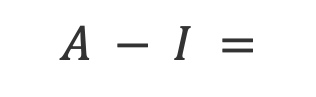 A − I =